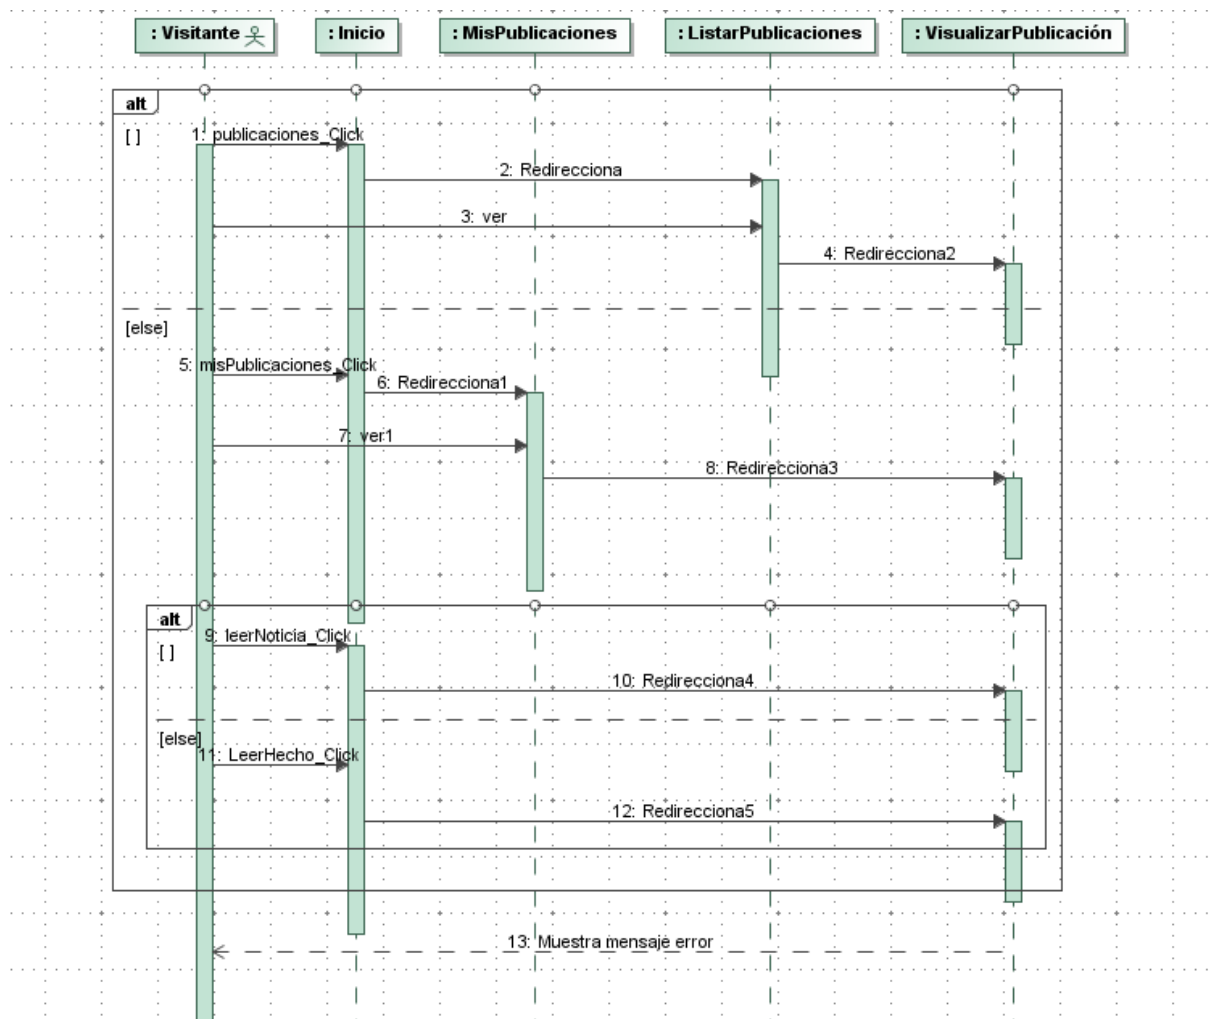 : Visitante
: Inicio
: MisPublicaciones
: ListarPublicaciones
: VisualizarPublicación
alt
[ ]
1: publicaciones_Click
2: Redirecciona
3: ver
4: Redirecciona2
[else]
5: misPublicaciones_Click
6: Redirecciona1
7: ver1
8: Redirecciona3
alt
9: leerNoticia_Click
[ ]
10: Redirecciona4
[else]
11: LeerHecho_Click
12: Redirecciona5
13: Muestra mensaje error